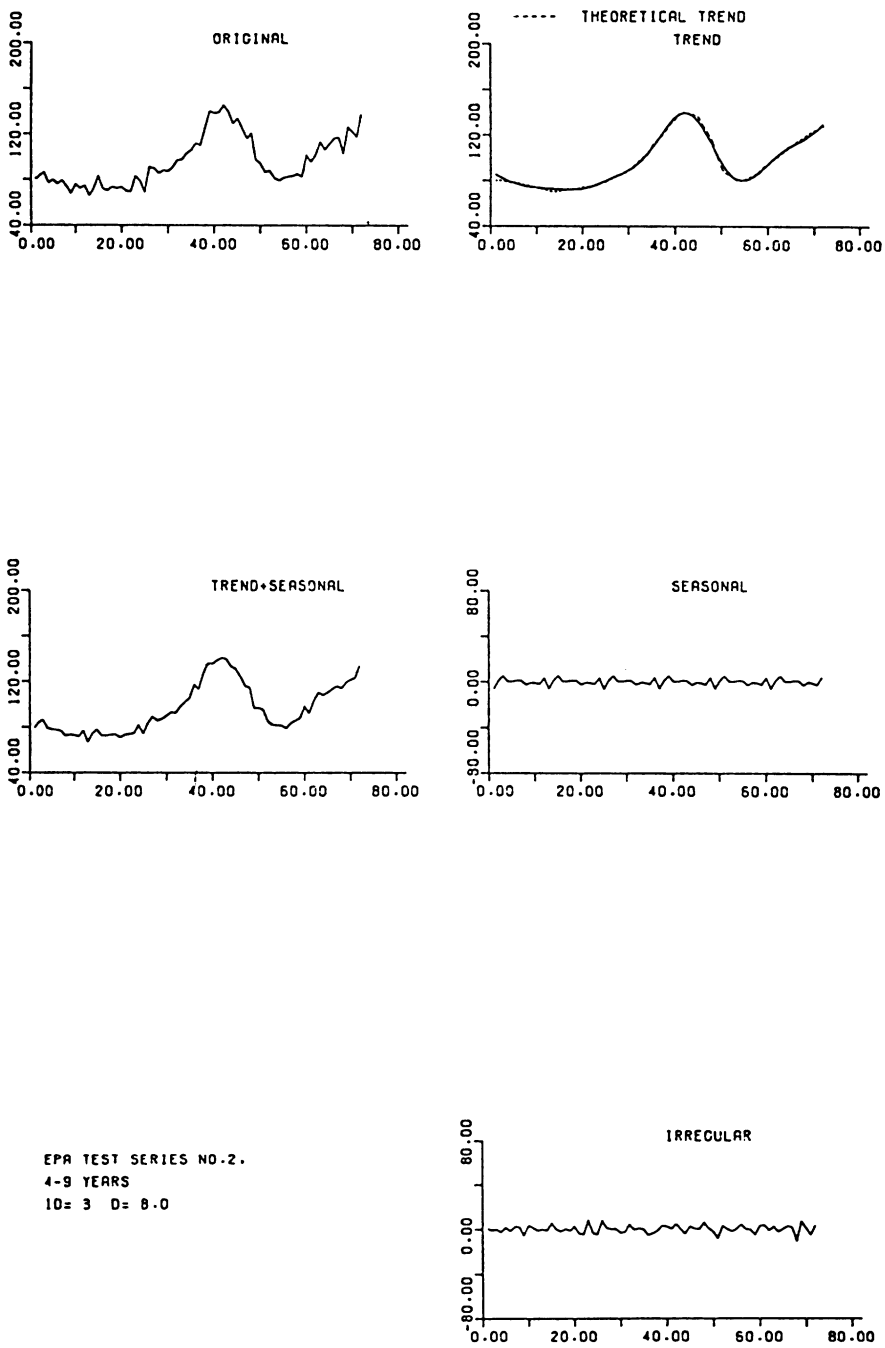 ORIGINAL
200.00
120.00
40.00
0.00 20.00 40.00 60.00 80.00
THEORETICAL TREND
TREND
200.00
120.00
40.00
0.00 20.00 40.00 60.00 80.00
TREND+SEASONAL
200.00
120.00
40.00
0.00 20.00 40.00 60.00 80.00
SEASONAL
80.00
0.00
-80.00
0.00 20.00 40.00 60.00 80.00
EPA TEST SERIES NO.2.
4-9 YEARS
IO= 3 D= 8.0
IRREGULAR
80.00
0.00
-80.00
0.00 20.00 40.00 60.00 80.00